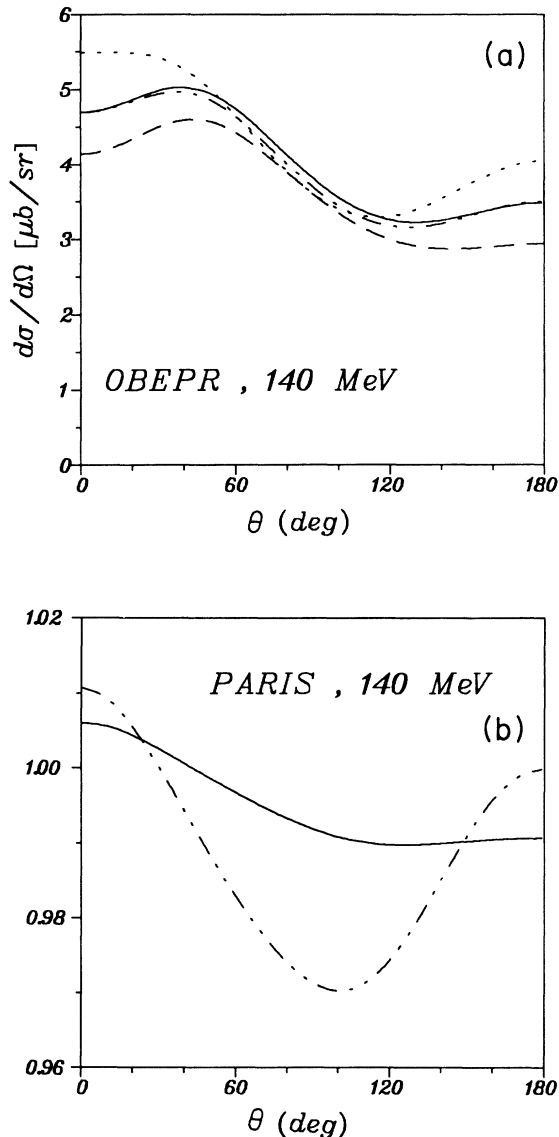 6
5
4
3
2
1
0
dσ/dΩ [μb/sr]
(a)
OBEPR , 140 MeV
0 60 120 180
θ (deg)
1.02
1.00
0.98
0.96
PARIS , 140 MeV
(b)
0 60 120 180
θ (deg)